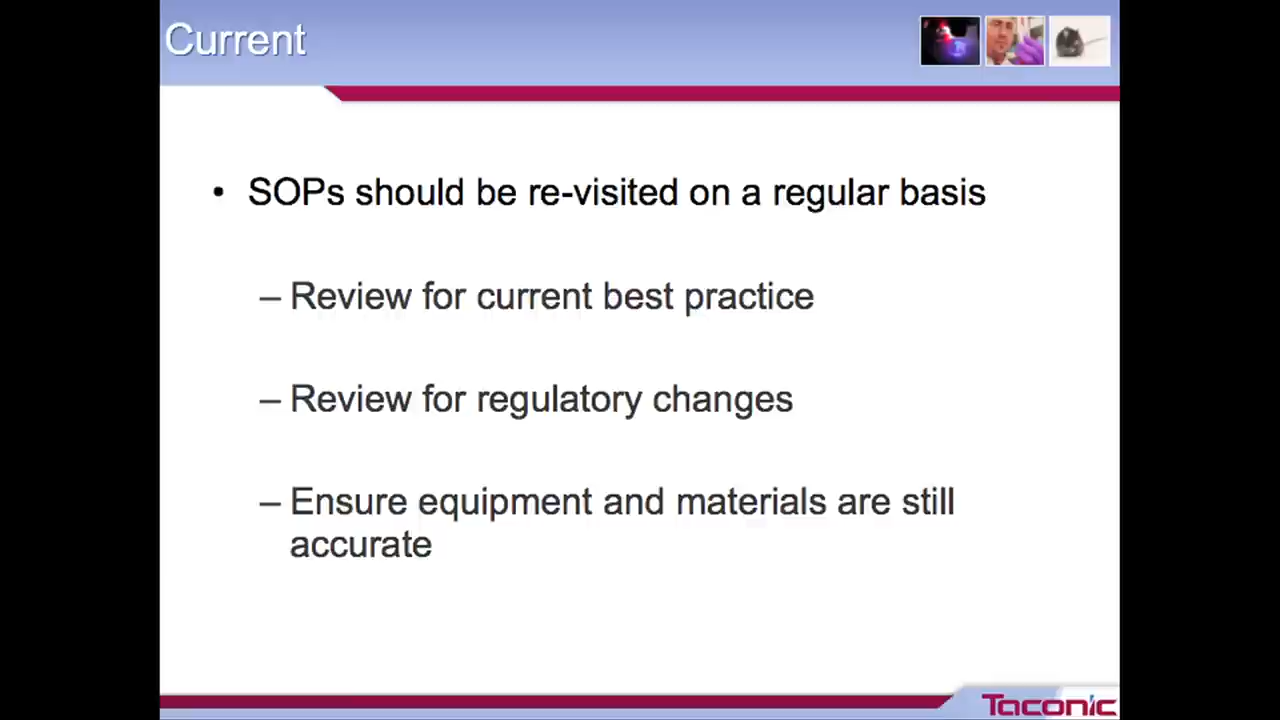 Current
• SOPs should be re-visited on a regular basis
– Review for current best practice
– Review for regulatory changes
– Ensure equipment and materials are still
accurate
Taconic